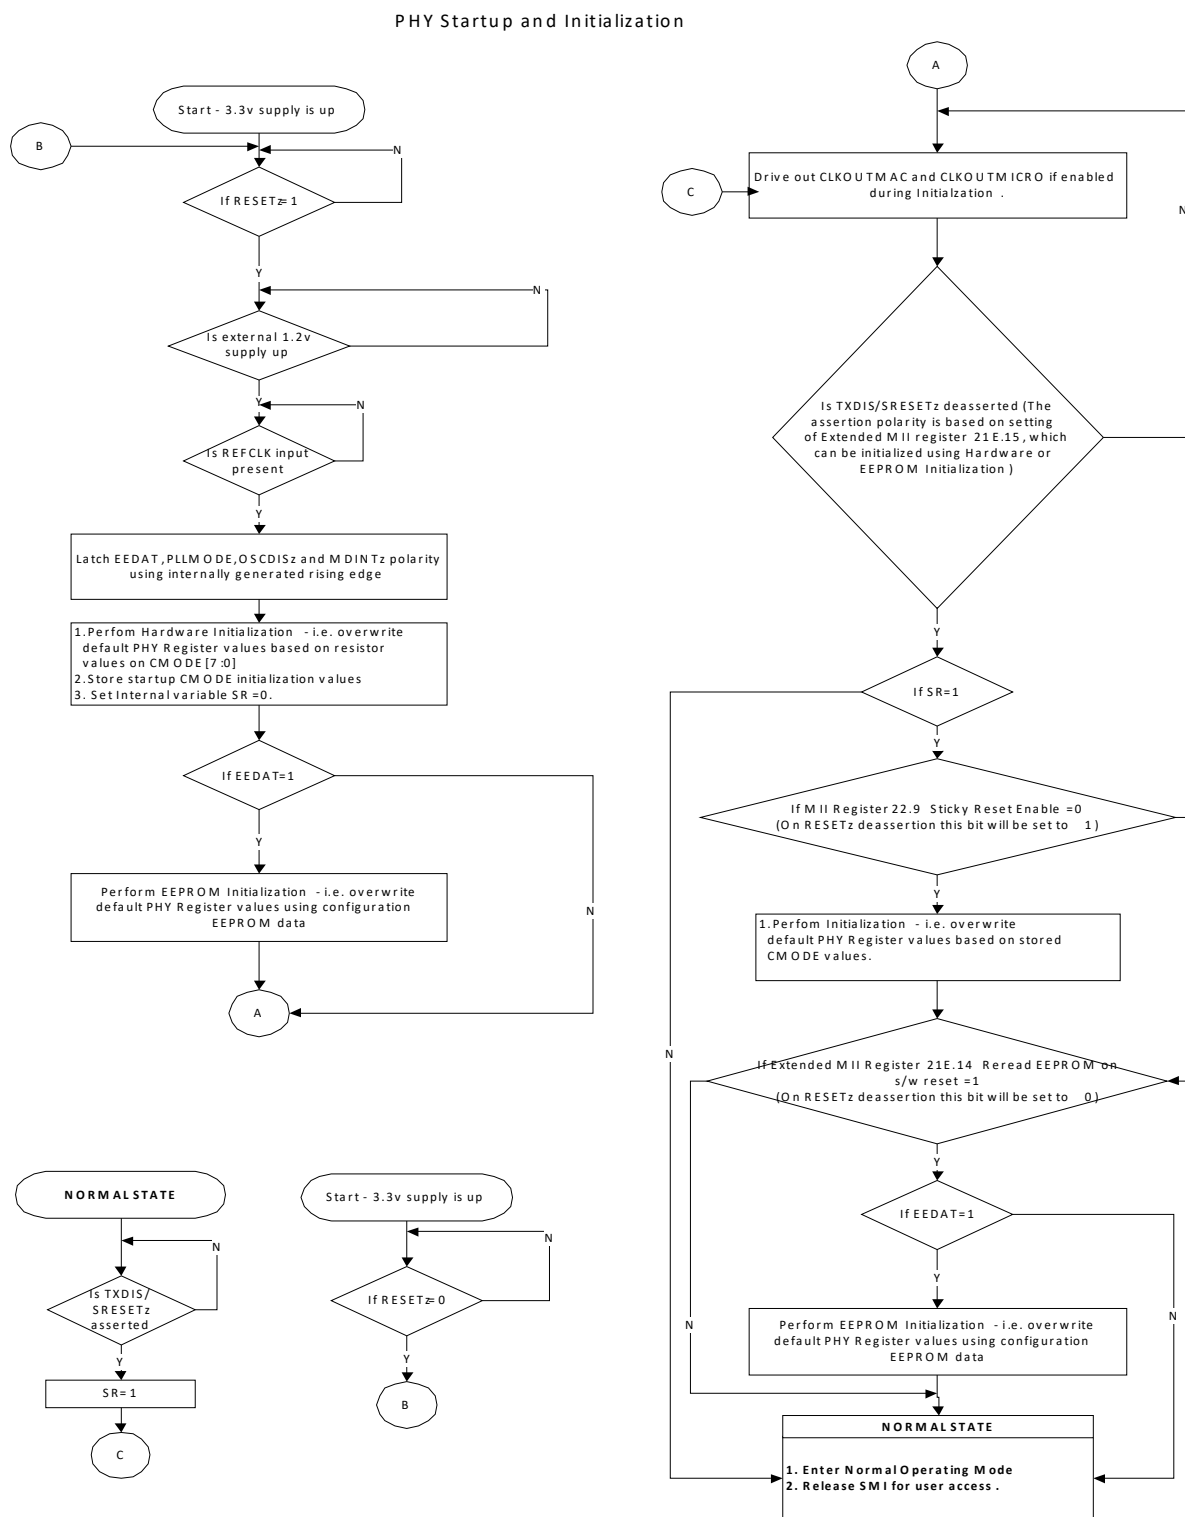 PHY Startup and Initialization
Start - 3.3v supply is up
B
N
If RESETz=1
Y
N
Is external 1.2v
supply up
Y
N
Is REFCLK input
present
Y
Latch EEDAT,PLLMODE,OSCDISz and MDINTz polarity
using internally generated rising edge
1.Perfom Hardware Initialization - i.e. overwrite
default PHY Register values based on resistor
values on CMODE[7:0]
2.Store startup CMODE initialization values
3. Set Internal variable SR=0.
If EEDAT=1
Y
N
Perform EEPROM Initialization - i.e. overwrite
default PHY Register values using configuration
EEPROM data
A
NORMAL STATE
N
Is TXDIS/
SRESETz
asserted
Y
SR=1
C
Start - 3.3v supply is up
N
If RESETz=0
Y
B
A
C
Drive out CLKOUTMAC and CLKOUTMICRO if enabled
during Initialzation .
N
Is TXDIS/SRESETz deasserted (The
assertion polarity is based on setting
of Extended MII register 21E.15, which
can be initialized using Hardware or
EEPROM Initialization )
Y
If SR=1
Y
If MII Register 22.9 Sticky Reset Enable =0
(On RESETz deassertion this bit will be set to 1)
Y
1.Perfom Initialization - i.e. overwrite
default PHY Register values based on stored
CMODE values.
N
If Extended MII Register 21E.14 Reread EEPROM on
s/w reset =1
(On RESETz deassertion this bit will be set to 0)
Y
If EEDAT=1
Y
N
N
Perform EEPROM Initialization - i.e. overwrite
default PHY Register values using configuration
EEPROM data
NORMAL STATE
1. Enter Normal Operating Mode
2. Release SMI for user access .